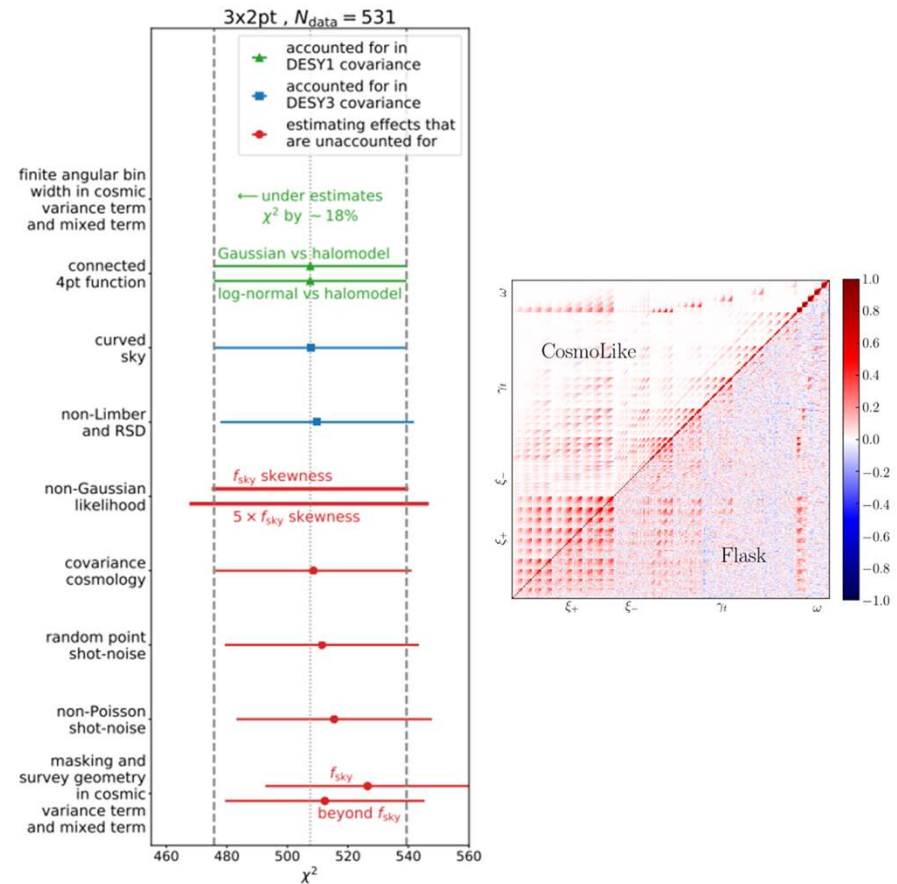 3x2pt , N_data = 531
accounted for in
DESY1 covariance
accounted for in
DESY3 covariance
estimating effects that
are unaccounted for
finite angular bin
width in cosmic
variance term
and mixed term
← under estimates
χ² by ~ 18%
connected
4pt function
Gaussian vs halomodel
log-normal vs halomodel
curved
sky
non-Limber
and RSD
non-Gaussian
likelihood
f_sky skewness
5 × f_sky skewness
covariance
cosmology
random point
shot-noise
non-Poisson
shot-noise
masking and
survey geometry
in cosmic
variance term
and mixed term
f_sky
beyond f_sky
460 480 500 520 540 560
χ²
ω
γt
ξ−
ξ+
CosmoLike
Flask
ξ+ ξ− γt ω
1.0
0.8
0.6
0.4
0.2
0.0
−0.2
−0.4
−0.6
−0.8
−1.0